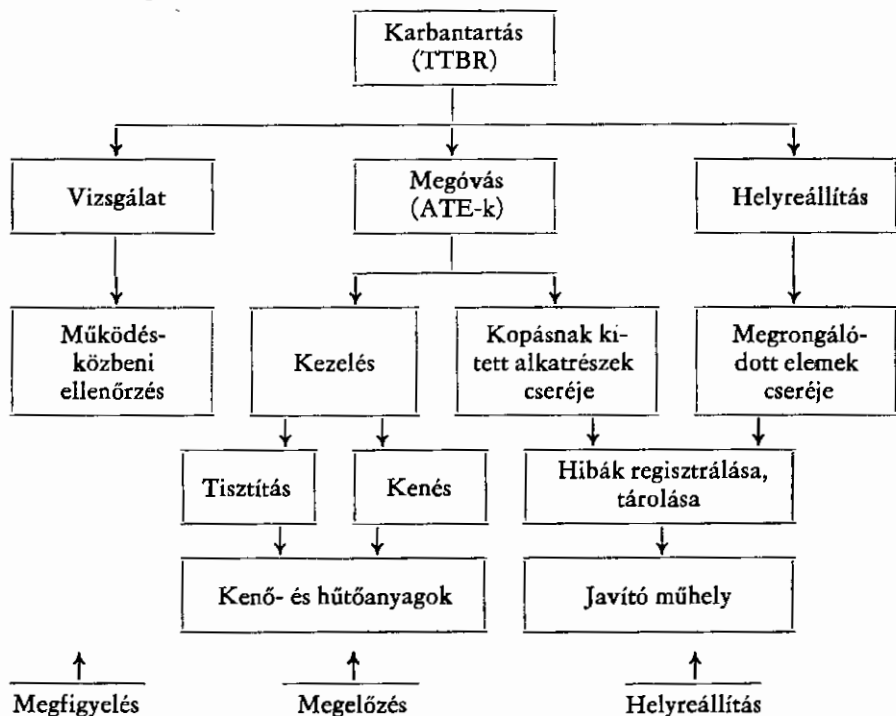 Karbantartás
(TTBR)
Vizsgálat
Megóvás
(ATE-k)
Helyreállítás
Működés-
közbeni
ellenőrzés
Kezelés
Kopásnak ki-
tett alkatrészek
cseréje
Megrongáló-
dott elemek
cseréje
Tisztítás
Kenés
Hibák regisztrálása,
tárolása
Kenő- és hűtőanyagok
Javító műhely
Megfigyelés
Megelőzés
Helyreállítás